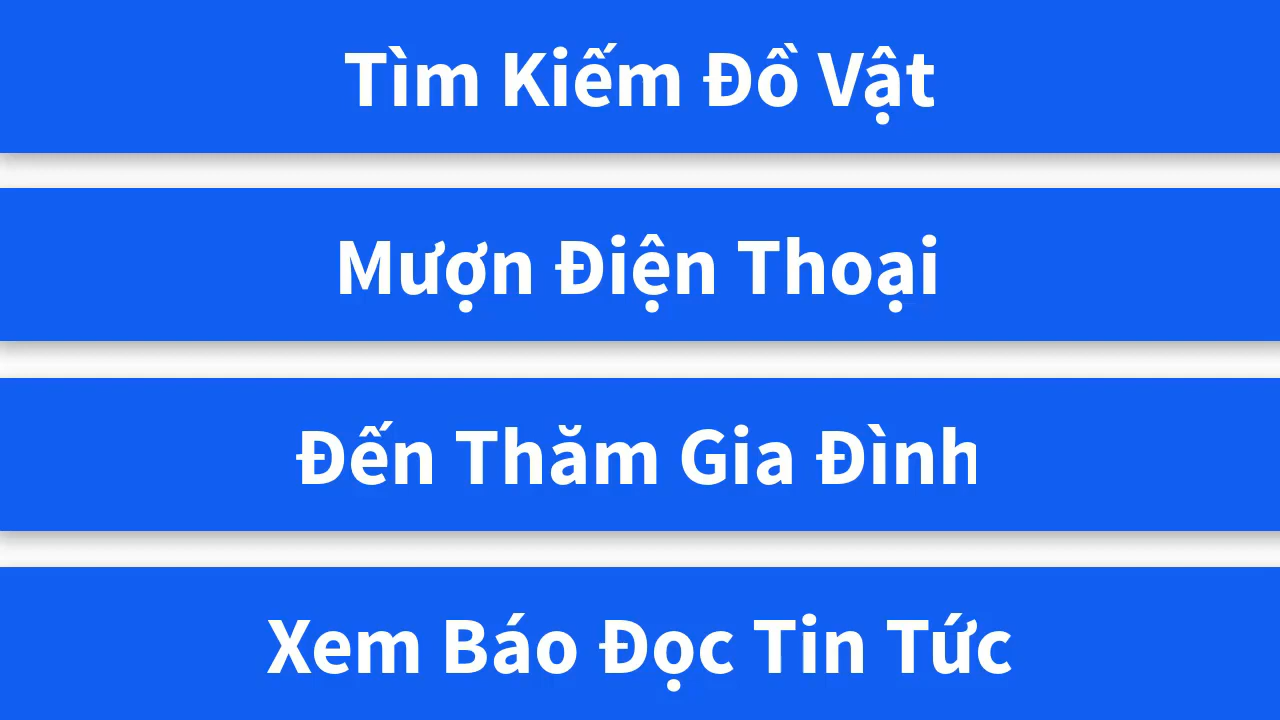 Tìm Kiếm Đồ Vật
Mượn Điện Thoại
Đến Thăm Gia Đình
Xem Báo Đọc Tin Tức